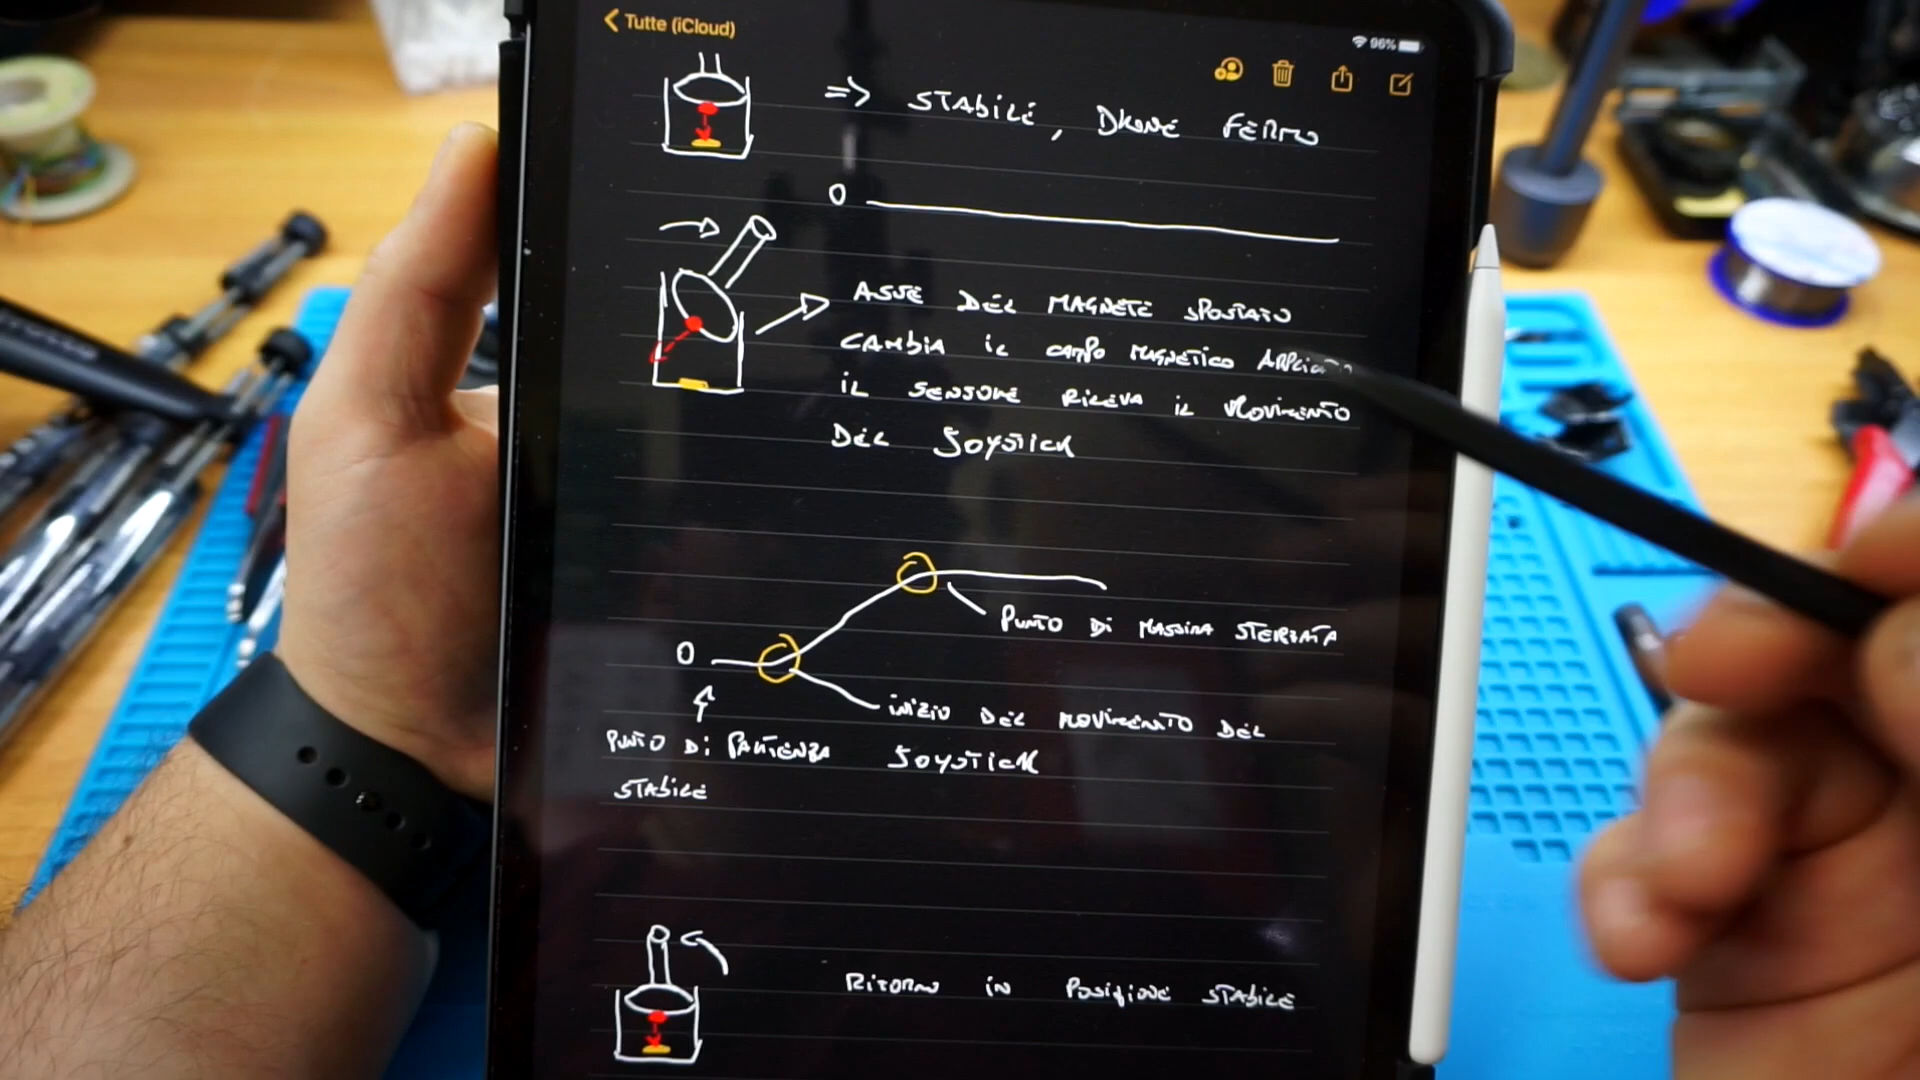 Tutte (iCloud)
96%
=> STABILE, DRONE FERMO
0
ASSE DEL MAGNETE SPOSTATO
CAMBIA IL CAMPO MAGNETICO APPLICATO
IL SENSORE RILEVA IL MOVIMENTO
DEL JOYSTICK
PUNTO DI MASSIMA STERZATA
0
INIZIO DEL MOVIMENTO DEL
JOYSTICK
PUNTO DI PARTENZA
STABILE
RITORNO IN POSIZIONE STABILE